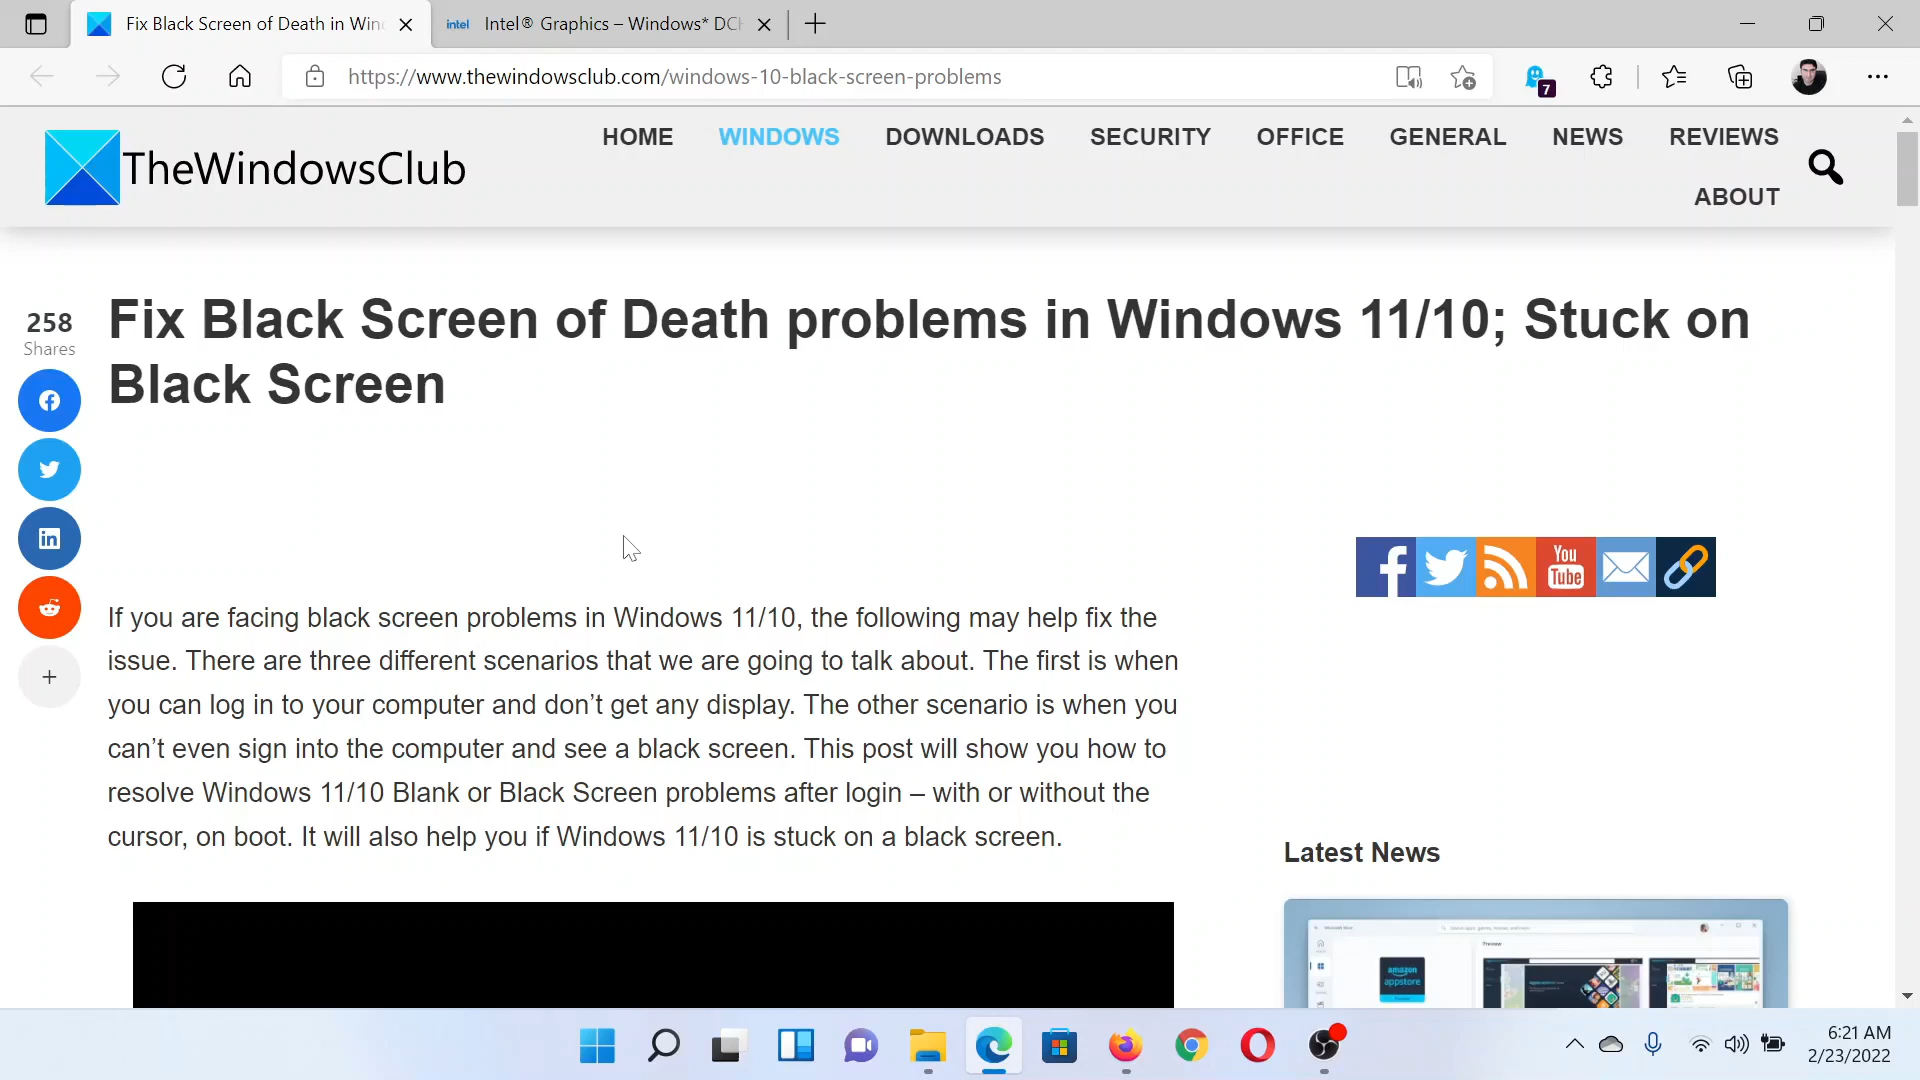 Fix Black Screen of Death in Win
intel Intel® Graphics – Windows* DCH
https://www.thewindowsclub.com/windows-10-black-screen-problems
7
TheWindowsClub
HOME WINDOWS DOWNLOADS SECURITY OFFICE GENERAL NEWS REVIEWS
ABOUT
258
Shares
Fix Black Screen of Death problems in Windows 11/10; Stuck on
Black Screen
You
Tube
If you are facing black screen problems in Windows 11/10, the following may help fix the
issue. There are three different scenarios that we are going to talk about. The first is when
you can log in to your computer and don’t get any display. The other scenario is when you
can’t even sign into the computer and see a black screen. This post will show you how to
resolve Windows 11/10 Blank or Black Screen problems after login – with or without the
cursor, on boot. It will also help you if Windows 11/10 is stuck on a black screen.
Latest News
Preview
amazon
appstore
6:21 AM
2/23/2022